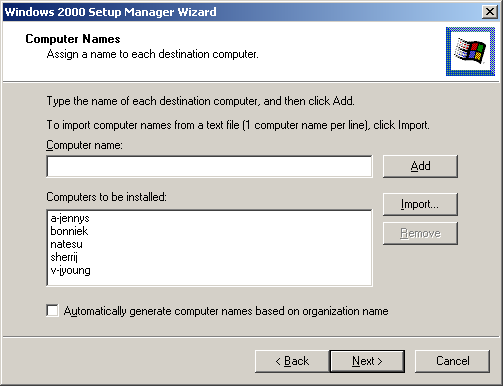 Windows 2000 Setup Manager Wizard
Computer Names
Assign a name to each destination computer.
Type the name of each destination computer, and then click Add.
To import computer names from a text file (1 computer name per line), click Import.
Computer name:
Add
Computers to be installed:
Import...
Remove
a-jennys
bonniek
natesu
sherrij
v-jyoung
Automatically generate computer names based on organization name
< Back
Next >
Cancel